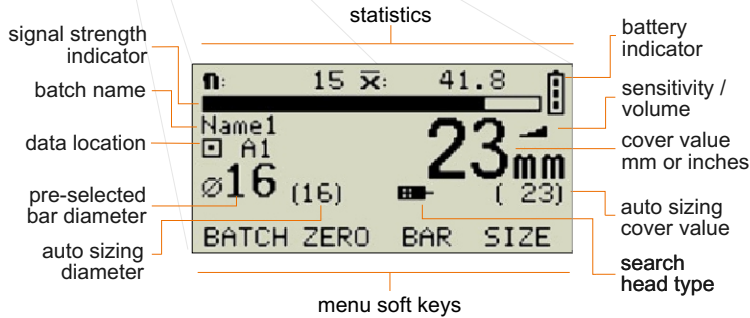 statistics
signal strength
indicator
batch name
data location
pre-selected
bar diameter
auto sizing
diameter
n: 15 x̅: 41.8
Name1
A1
23mm
⌀16 (16) ( 23)
BATCH ZERO BAR SIZE
battery
indicator
sensitivity /
volume
cover value
mm or inches
auto sizing
cover value
search
head type
menu soft keys